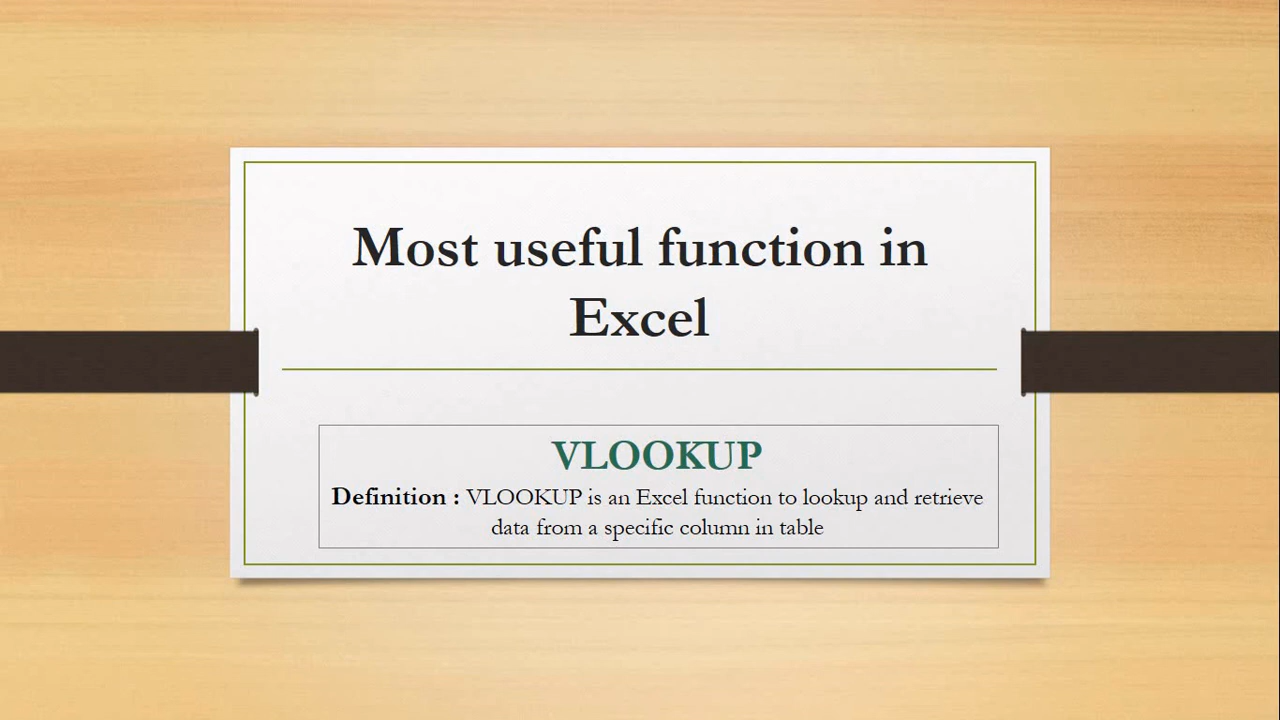 Most useful function in
Excel
VLOOKUP
Definition : VLOOKUP is an Excel function to lookup and retrieve
data from a specific column in table